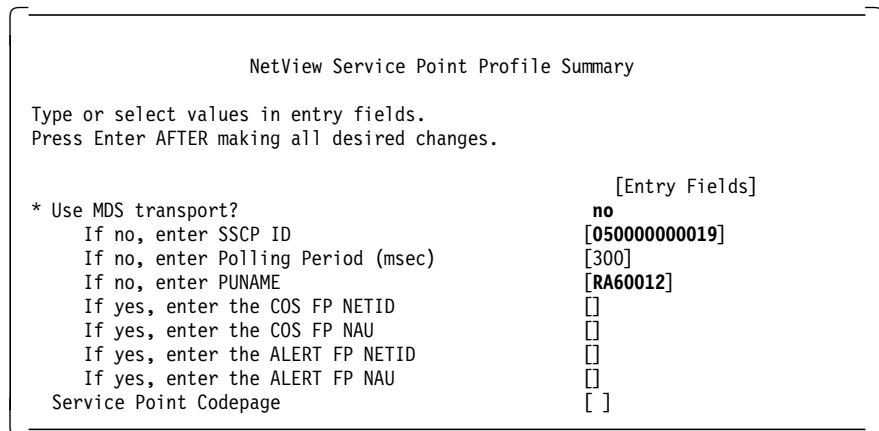 NetView Service Point Profile Summary
Type or select values in entry fields.
Press Enter AFTER making all desired changes.
[Entry Fields]
* Use MDS transport? no
If no, enter SSCP ID [050000000019]
If no, enter Polling Period (msec) [300]
If no, enter PUNAME [RA60012]
If yes, enter the COS FP NETID []
If yes, enter the COS FP NAU []
If yes, enter the ALERT FP NETID []
If yes, enter the ALERT FP NAU []
Service Point Codepage [ ]